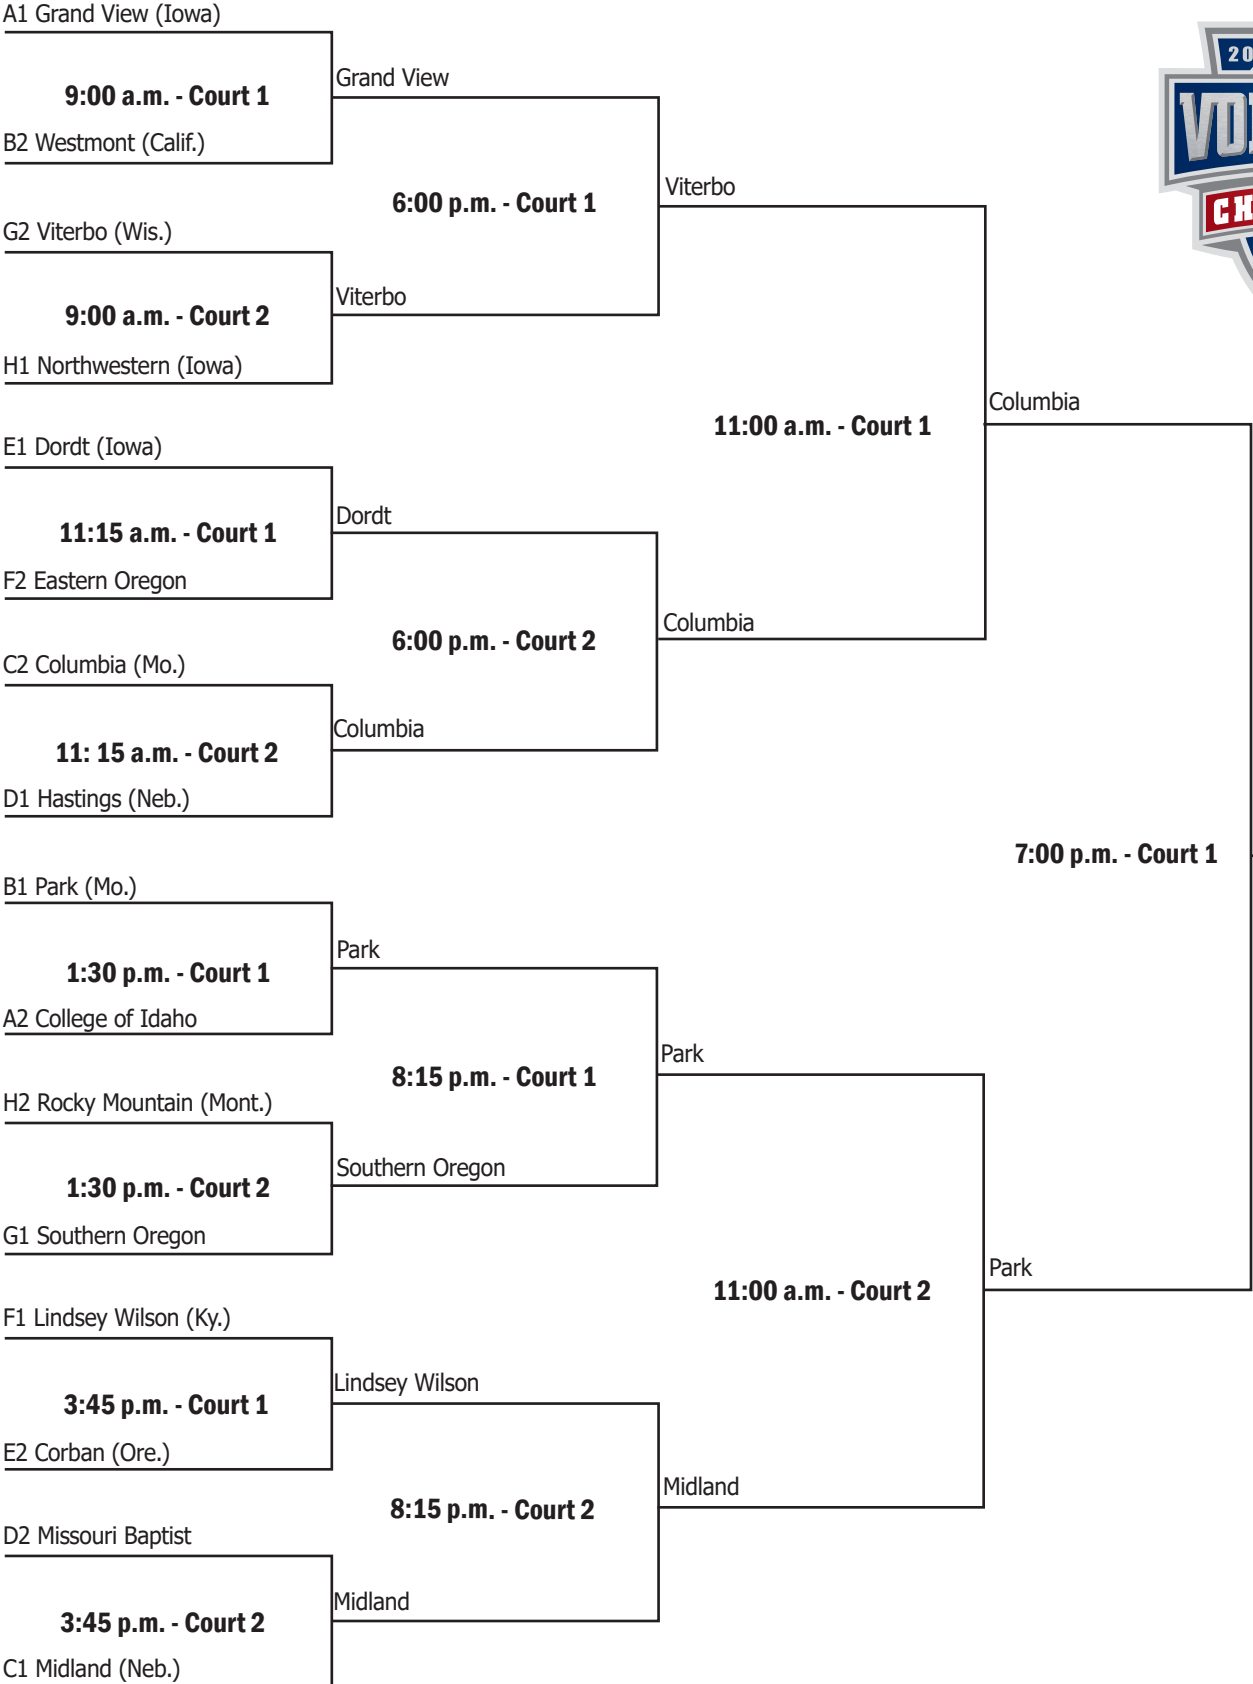 A1 Grand View (Iowa)
9:00 a.m. - Court 1
B2 Westmont (Calif.)
G2 Viterbo (Wis.)
9:00 a.m. - Court 2
H1 Northwestern (Iowa)
E1 Dordt (Iowa)
11:15 a.m. - Court 1
F2 Eastern Oregon
C2 Columbia (Mo.)
11: 15 a.m. - Court 2
D1 Hastings (Neb.)
B1 Park (Mo.)
1:30 p.m. - Court 1
A2 College of Idaho
H2 Rocky Mountain (Mont.)
1:30 p.m. - Court 2
G1 Southern Oregon
F1 Lindsey Wilson (Ky.)
3:45 p.m. - Court 1
E2 Corban (Ore.)
D2 Missouri Baptist
3:45 p.m. - Court 2
C1 Midland (Neb.)
Grand View
6:00 p.m. - Court 1
Viterbo
Dordt
6:00 p.m. - Court 2
Columbia
Park
8:15 p.m. - Court 1
Southern Oregon
Lindsey Wilson
8:15 p.m. - Court 2
Midland
Viterbo
11:00 a.m. - Court 1
Columbia
Park
11:00 a.m. - Court 2
Midland
Columbia
7:00 p.m. - Court 1
Park
20
CH